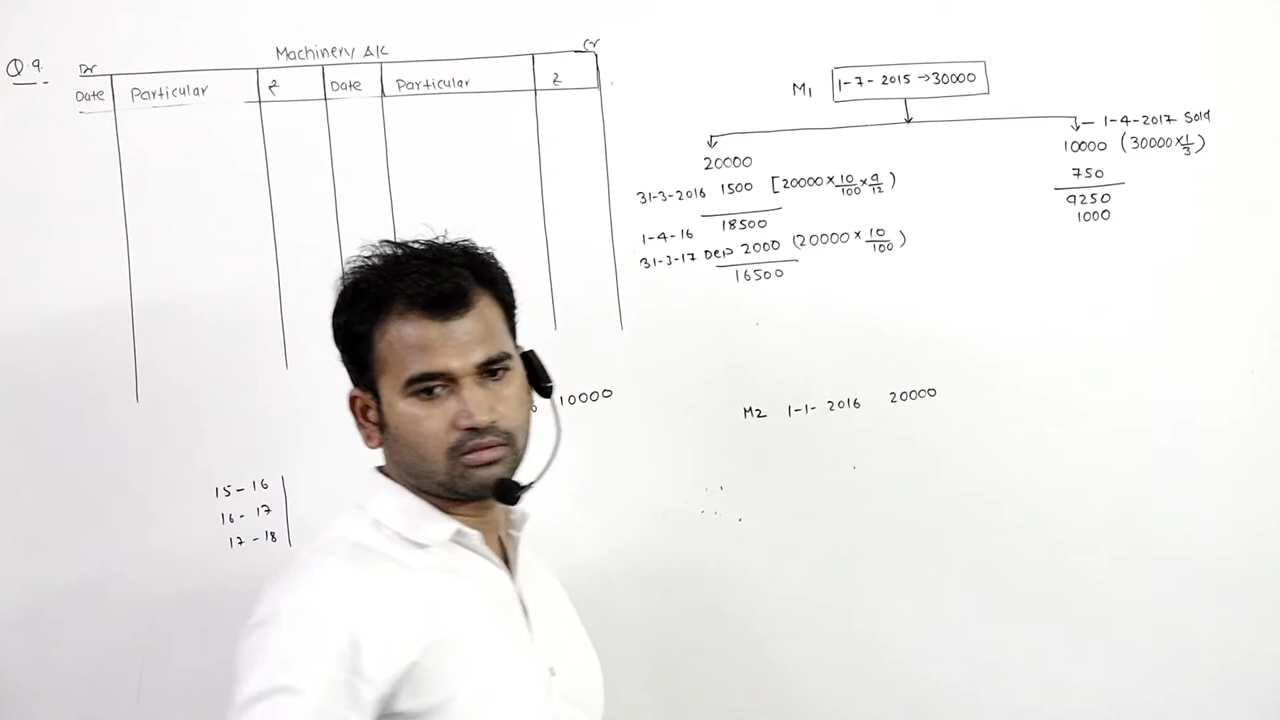 Q.9.
Machinery A/C
Dr
Cr
Date Particular ₹ Date Particular ₹
M1 1-7-2015 → 30000
1-4-2017 Sold
20000
10000 (30000 × 1/3)
31-3-2016 1500 [20000 × 10/100 × 9/12)
750
18500
9250
1-4-16
1000
31-3-17 Dep 2000 (20000 × 10/100)
16500
10000
M2 1-1-2016 20000
15-16
16-17
17-18